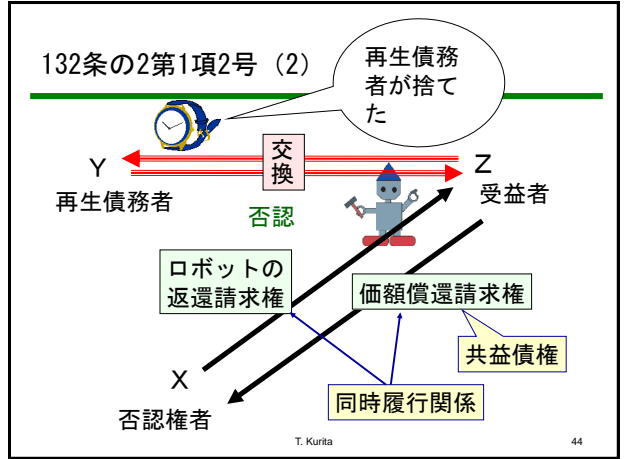 132条の2第1項2号（2）
再生債務
者が捨て
た
交
換
Y
再生債務者
Z
受益者
否認
ロボットの
返還請求権
価額償還請求権
共益債権
X
否認権者
同時履行関係
T. Kurita
44